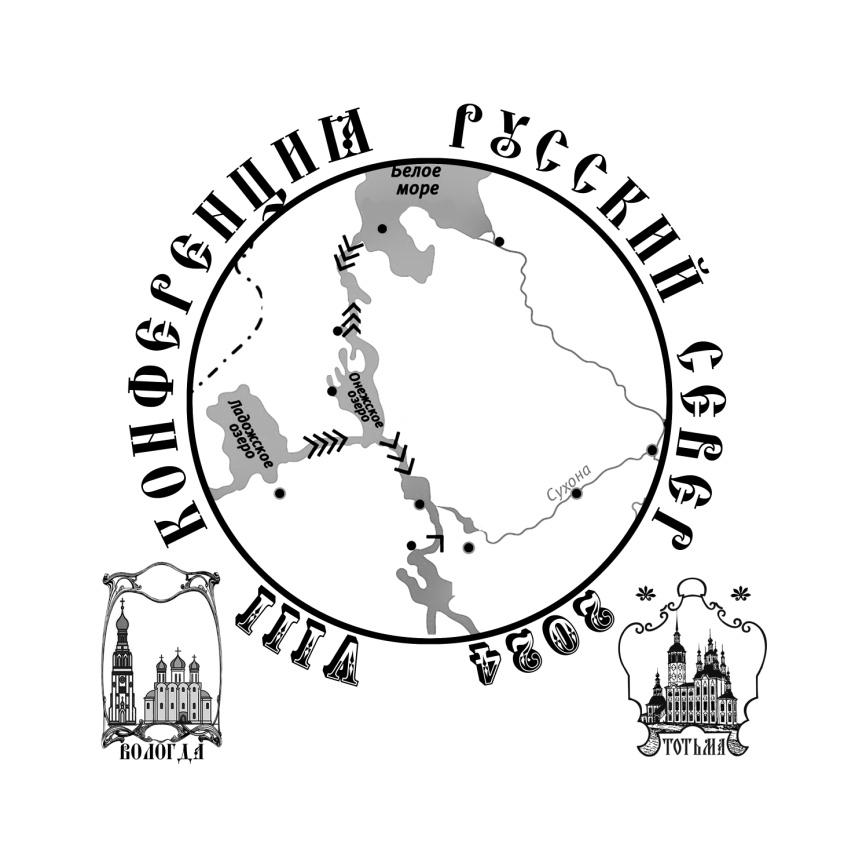 КОНФЕРЕНЦИЯ РУССКИЙ СЕВЕР
2024 VIII
Белое
море
Онежское
озеро
Ладожское
озеро
Сухона
ВОЛОГДА
ТОТЬМА